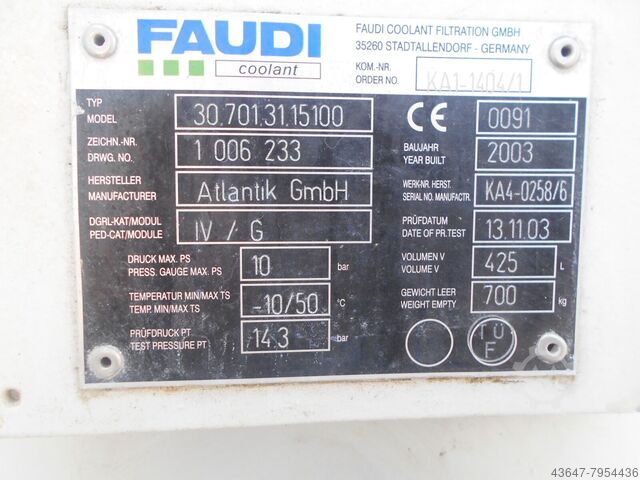 FAUDI
coolant
FAUDI COOLANT FILTRATION GMBH
35260 STADTALLENDORF - GERMANY
KOM.-NR.
ORDER NO. KA1-1404/1
TYP
MODEL 30.701.31.15100
ZEICHN.-NR.
DRWG. NO. 1 006 233
HERSTELLER
MANUFACTURER Atlantik GmbH
DGRL-KAT/MODUL
PED-CAT/MODULE IV / G
DRUCK MAX. PS
PRESS. GAUGE MAX. PS 10 bar
TEMPERATUR MIN/MAX TS
TEMP. MIN/MAX TS -10/50 °C
PRÜFDRUCK PT
TEST PRESSURE PT 14.3 bar
CE 0091
BAUJAHR
YEAR BUILT 2003
WERK-NR. HERST.
SERIAL NO. MANUFACTR. KA4-0258/6
PRÜFDATUM
DATE OF PR.TEST 13.11.03
VOLUMEN V
VOLUME V 425 L
GEWICHT LEER
WEIGHT EMPTY 700 kg
TÜ
F
43647-7954436